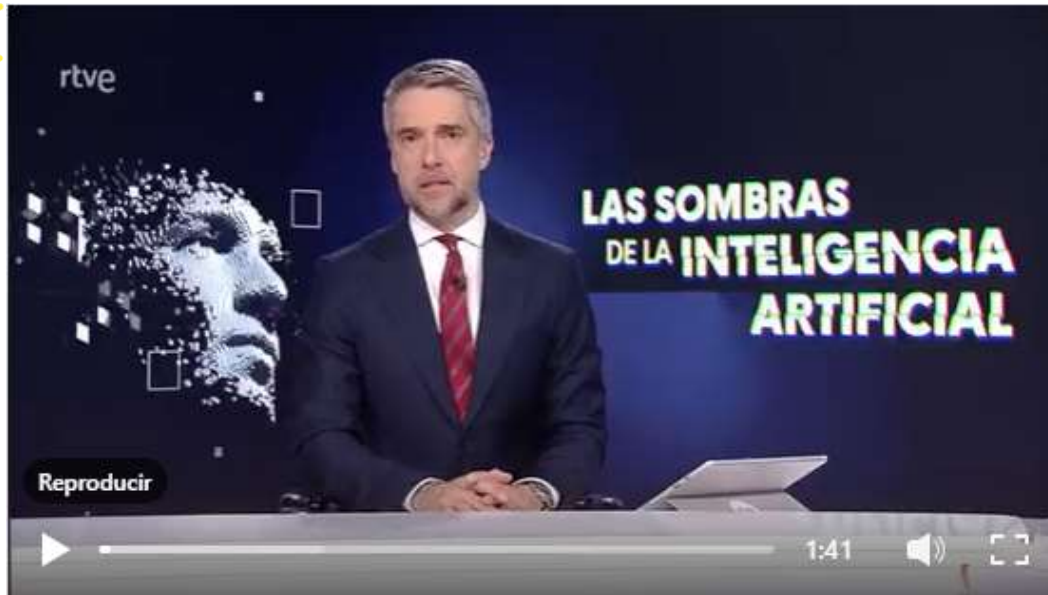 rtve
LAS SOMBRAS
DE LA INTELIGENCIA
ARTIFICIAL
Reproducir
1:41